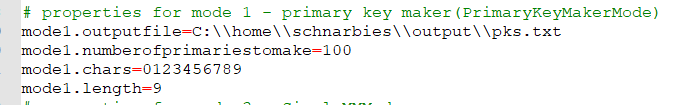 # properties for mode 1 - primary key maker(PrimaryKeyMakerMode)
mode1.outputfile=C:\\home\\schnarbies\\output\\pks.txt
mode1.numberofprimariestomake=100
mode1.chars=0123456789
mode1.length=9